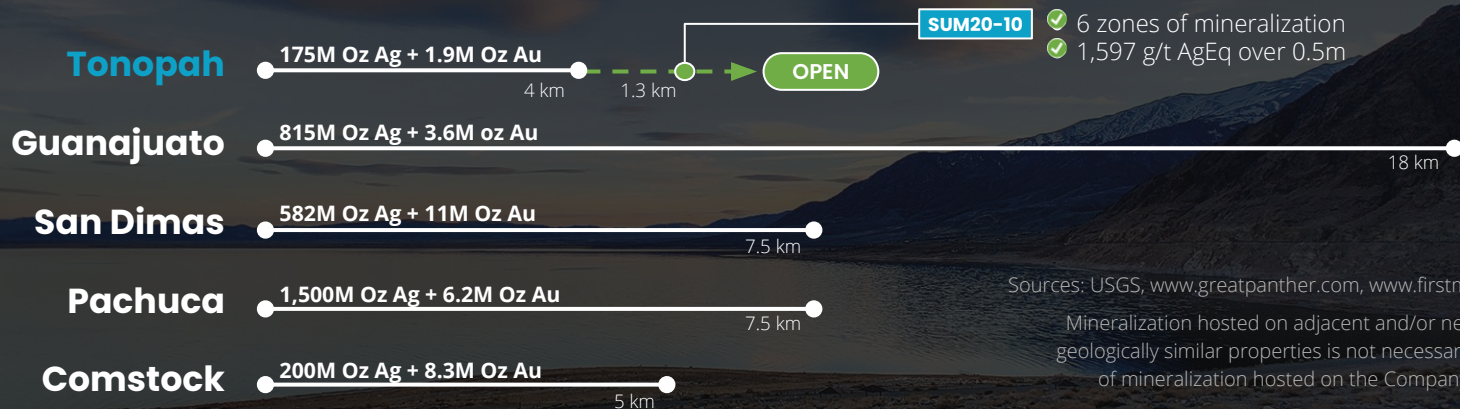 SUM20-10
6 zones of mineralization
1,597 g/t AgEq over 0.5m
Tonopah
175M Oz Ag + 1.9M Oz Au
4 km
1.3 km
OPEN
Guanajuato
815M Oz Ag + 3.6M oz Au
18 km
San Dimas
582M Oz Ag + 11M Oz Au
7.5 km
Pachuca
1,500M Oz Ag + 6.2M Oz Au
7.5 km
Comstock
200M Oz Ag + 8.3M Oz Au
5 km
Sources: USGS, www.greatpanther.com,
Mineralization hosted on adjacent and/or
geologically similar properties is not
of mineralization hosted on the